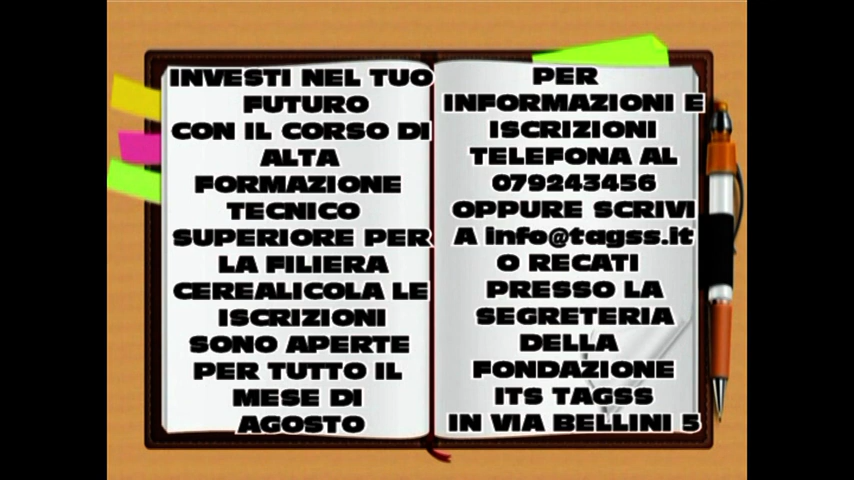 INVESTI NEL TUO
FUTURO
CON IL CORSO DI
ALTA
FORMAZIONE
TECNICO
SUPERIORE PER
LA FILIERA
CEREALICOLA LE
ISCRIZIONI
SONO APERTE
PER TUTTO IL
MESE DI
AGOSTO
PER
INFORMAZIONI E
ISCRIZIONI
TELEFONA AL
079243456
OPPURE SCRIVI
A info@tagss.it
O RECATI
PRESSO LA
SEGRETERIA
DELLA
FONDAZIONE
ITS TAGSS
IN VIA BELLINI 5